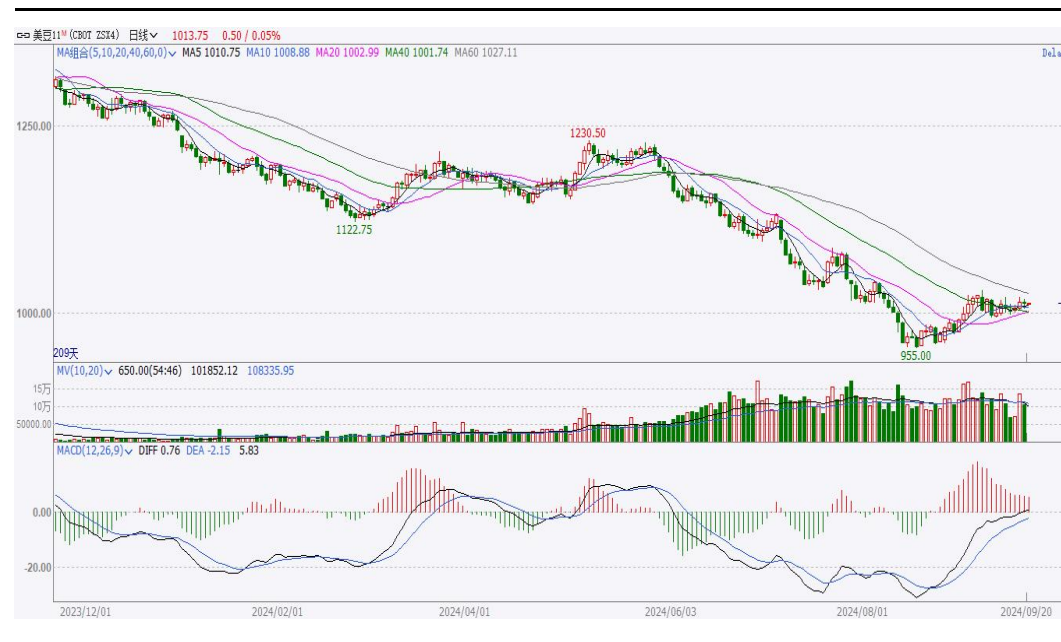 美豆11M (CBOT ZSX4) 日线 1013.75 0.50 / 0.05%
MA组合(5,10,20,40,60,0) MA5 1010.75 MA10 1008.88 MA20 1002.99 MA40 1001.74 MA60 1027.11
Dela
1250.00
1230.50
1122.75
1000.00
955.00
209天
MV(10,20) 650.00(54:46) 101852.12 108335.95
15万
10万
50000.00
MACD(12,26,9) DIFF 0.76 DEA -2.15 5.83
0.00
-20.00
2023/12/01 2024/02/01 2024/04/01 2024/06/03 2024/08/01 2024/09/20